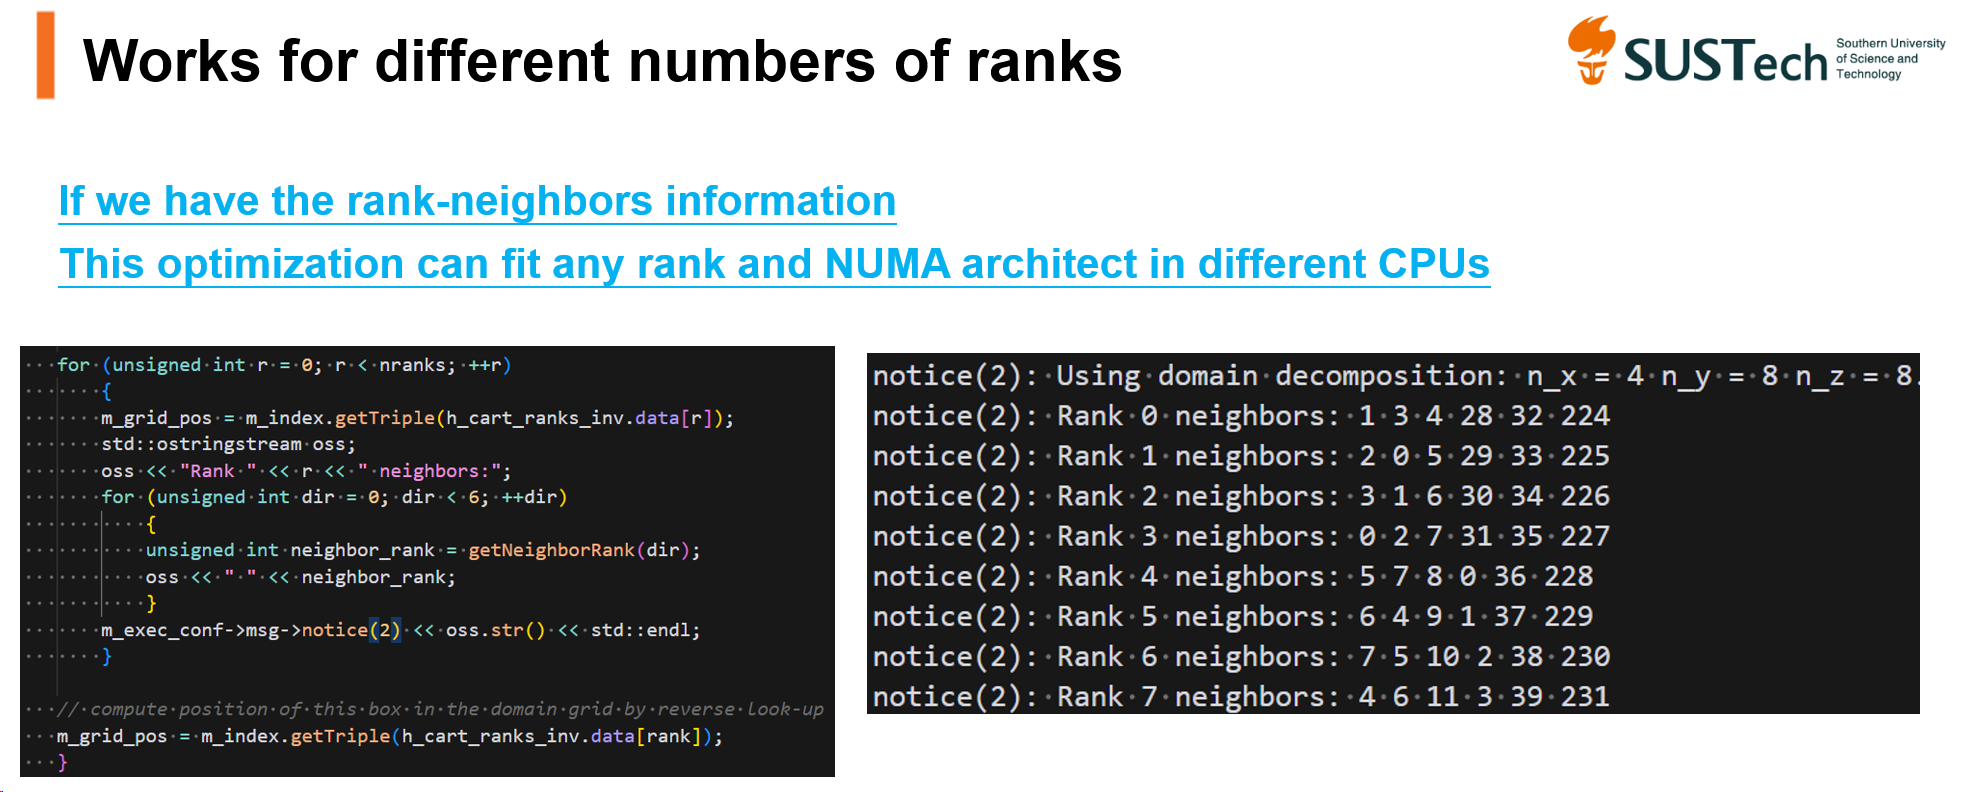 Works for different numbers of ranks
SUSTech
Southern University
of Science and
Technology
If we have the rank-neighbors information
This optimization can fit any rank and NUMA architect in different CPUs
for (unsigned int r = 0; r < nranks; ++r)
{
m_grid_pos = m_index.getTriple(h_cart_ranks_inv.data[r]);
std::ostringstream oss;
oss << "Rank " << r << " neighbors:";
for (unsigned int dir = 0; dir < 6; ++dir)
{
unsigned int neighbor_rank = getNeighborRank(dir);
oss << " " << neighbor_rank;
}
m_exec_conf->msg->notice(2) << oss.str() << std::endl;
}
// compute position of this box in the domain grid by reverse look-up
m_grid_pos = m_index.getTriple(h_cart_ranks_inv.data[rank]);
}
notice(2): Using domain decomposition: n_x = 4 n_y = 8 n_z = 8.
notice(2): Rank 0 neighbors: 1 3 4 28 32 224
notice(2): Rank 1 neighbors: 2 0 5 29 33 225
notice(2): Rank 2 neighbors: 3 1 6 30 34 226
notice(2): Rank 3 neighbors: 0 2 7 31 35 227
notice(2): Rank 4 neighbors: 5 7 8 0 36 228
notice(2): Rank 5 neighbors: 6 4 9 1 37 229
notice(2): Rank 6 neighbors: 7 5 10 2 38 230
notice(2): Rank 7 neighbors: 4 6 11 3 39 231